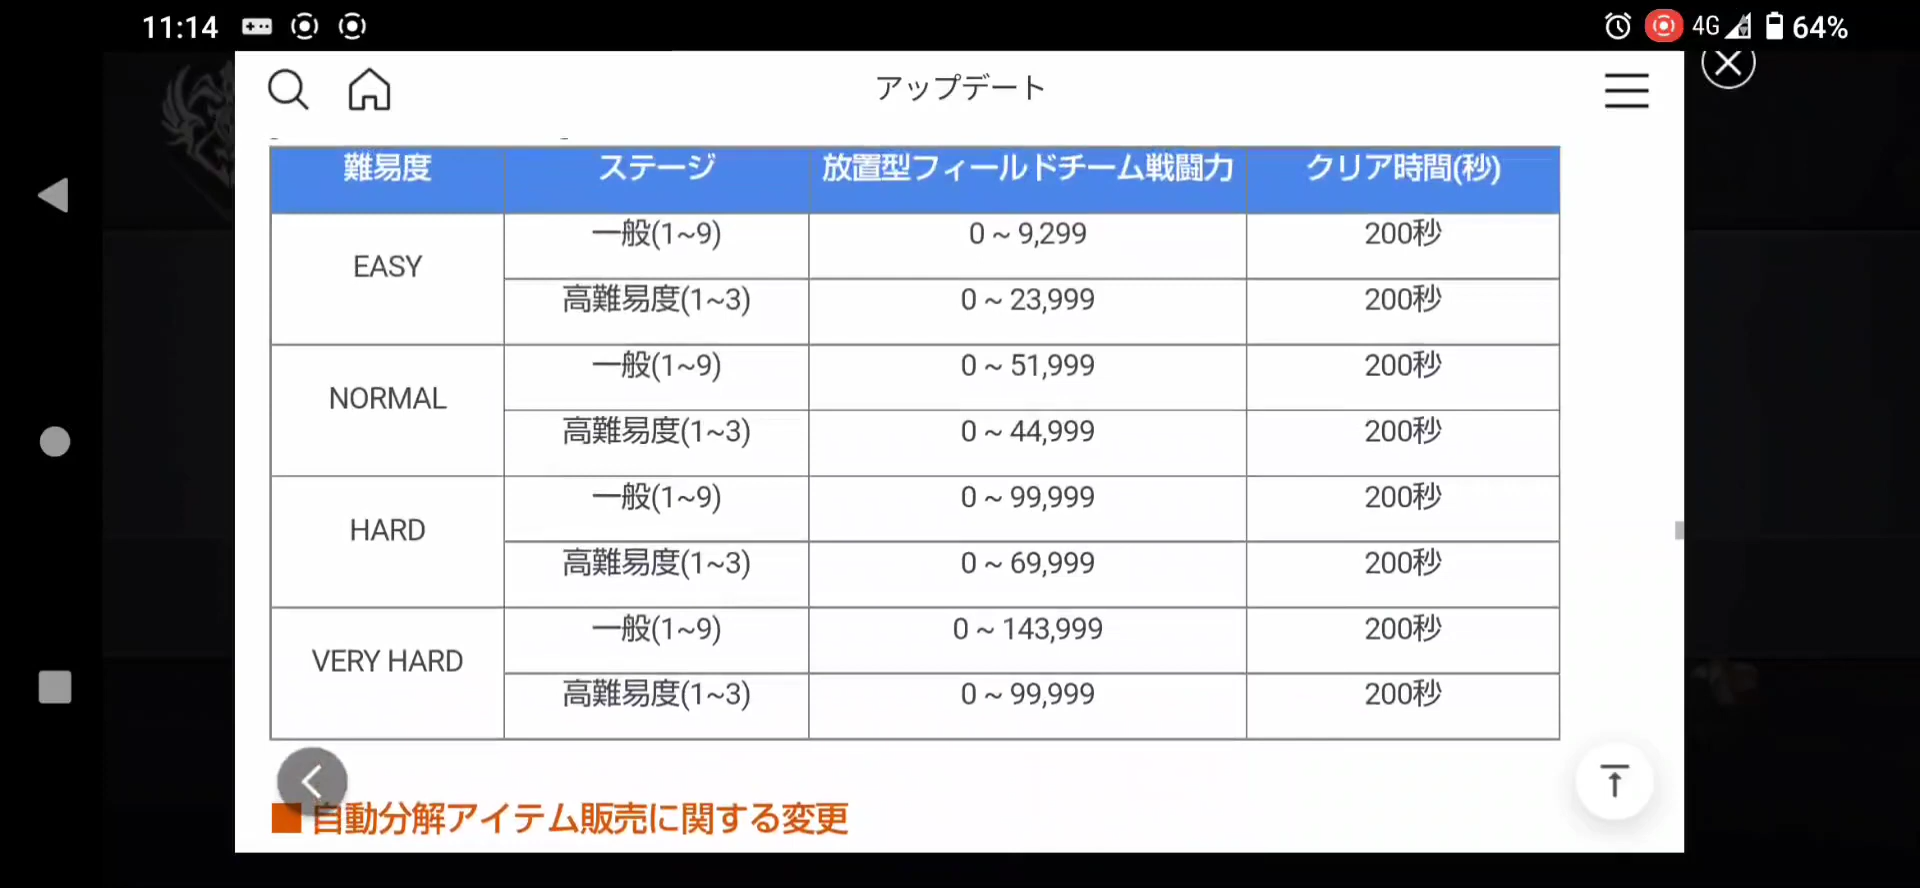 11:14 4G 64%
アップデート
難易度 ステージ 放置型フィールドチーム戦闘力 クリア時間(秒)
EASY 一般(1~9) 0 ~ 9,299 200秒
高難易度(1~3) 0 ~ 23,999 200秒
NORMAL 一般(1~9) 0 ~ 51,999 200秒
高難易度(1~3) 0 ~ 44,999 200秒
HARD 一般(1~9) 0 ~ 99,999 200秒
高難易度(1~3) 0 ~ 69,999 200秒
VERY HARD 一般(1~9) 0 ~ 143,999 200秒
高難易度(1~3) 0 ~ 99,999 200秒
■ 自動分解アイテム販売に関する変更